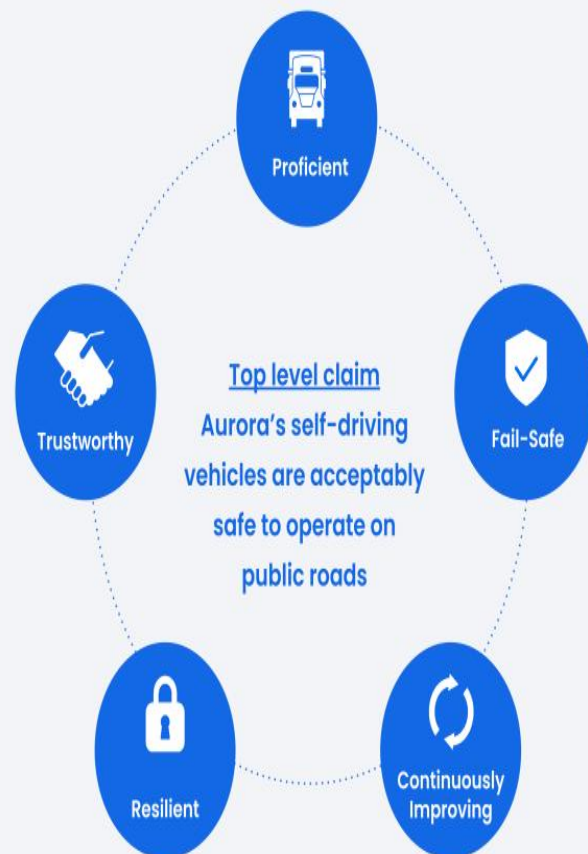 Proficient
Trustworthy
Fail-Safe
Top level claim
Aurora’s self-driving
vehicles are acceptably
safe to operate on
public roads
Resilient
Continuously
Improving